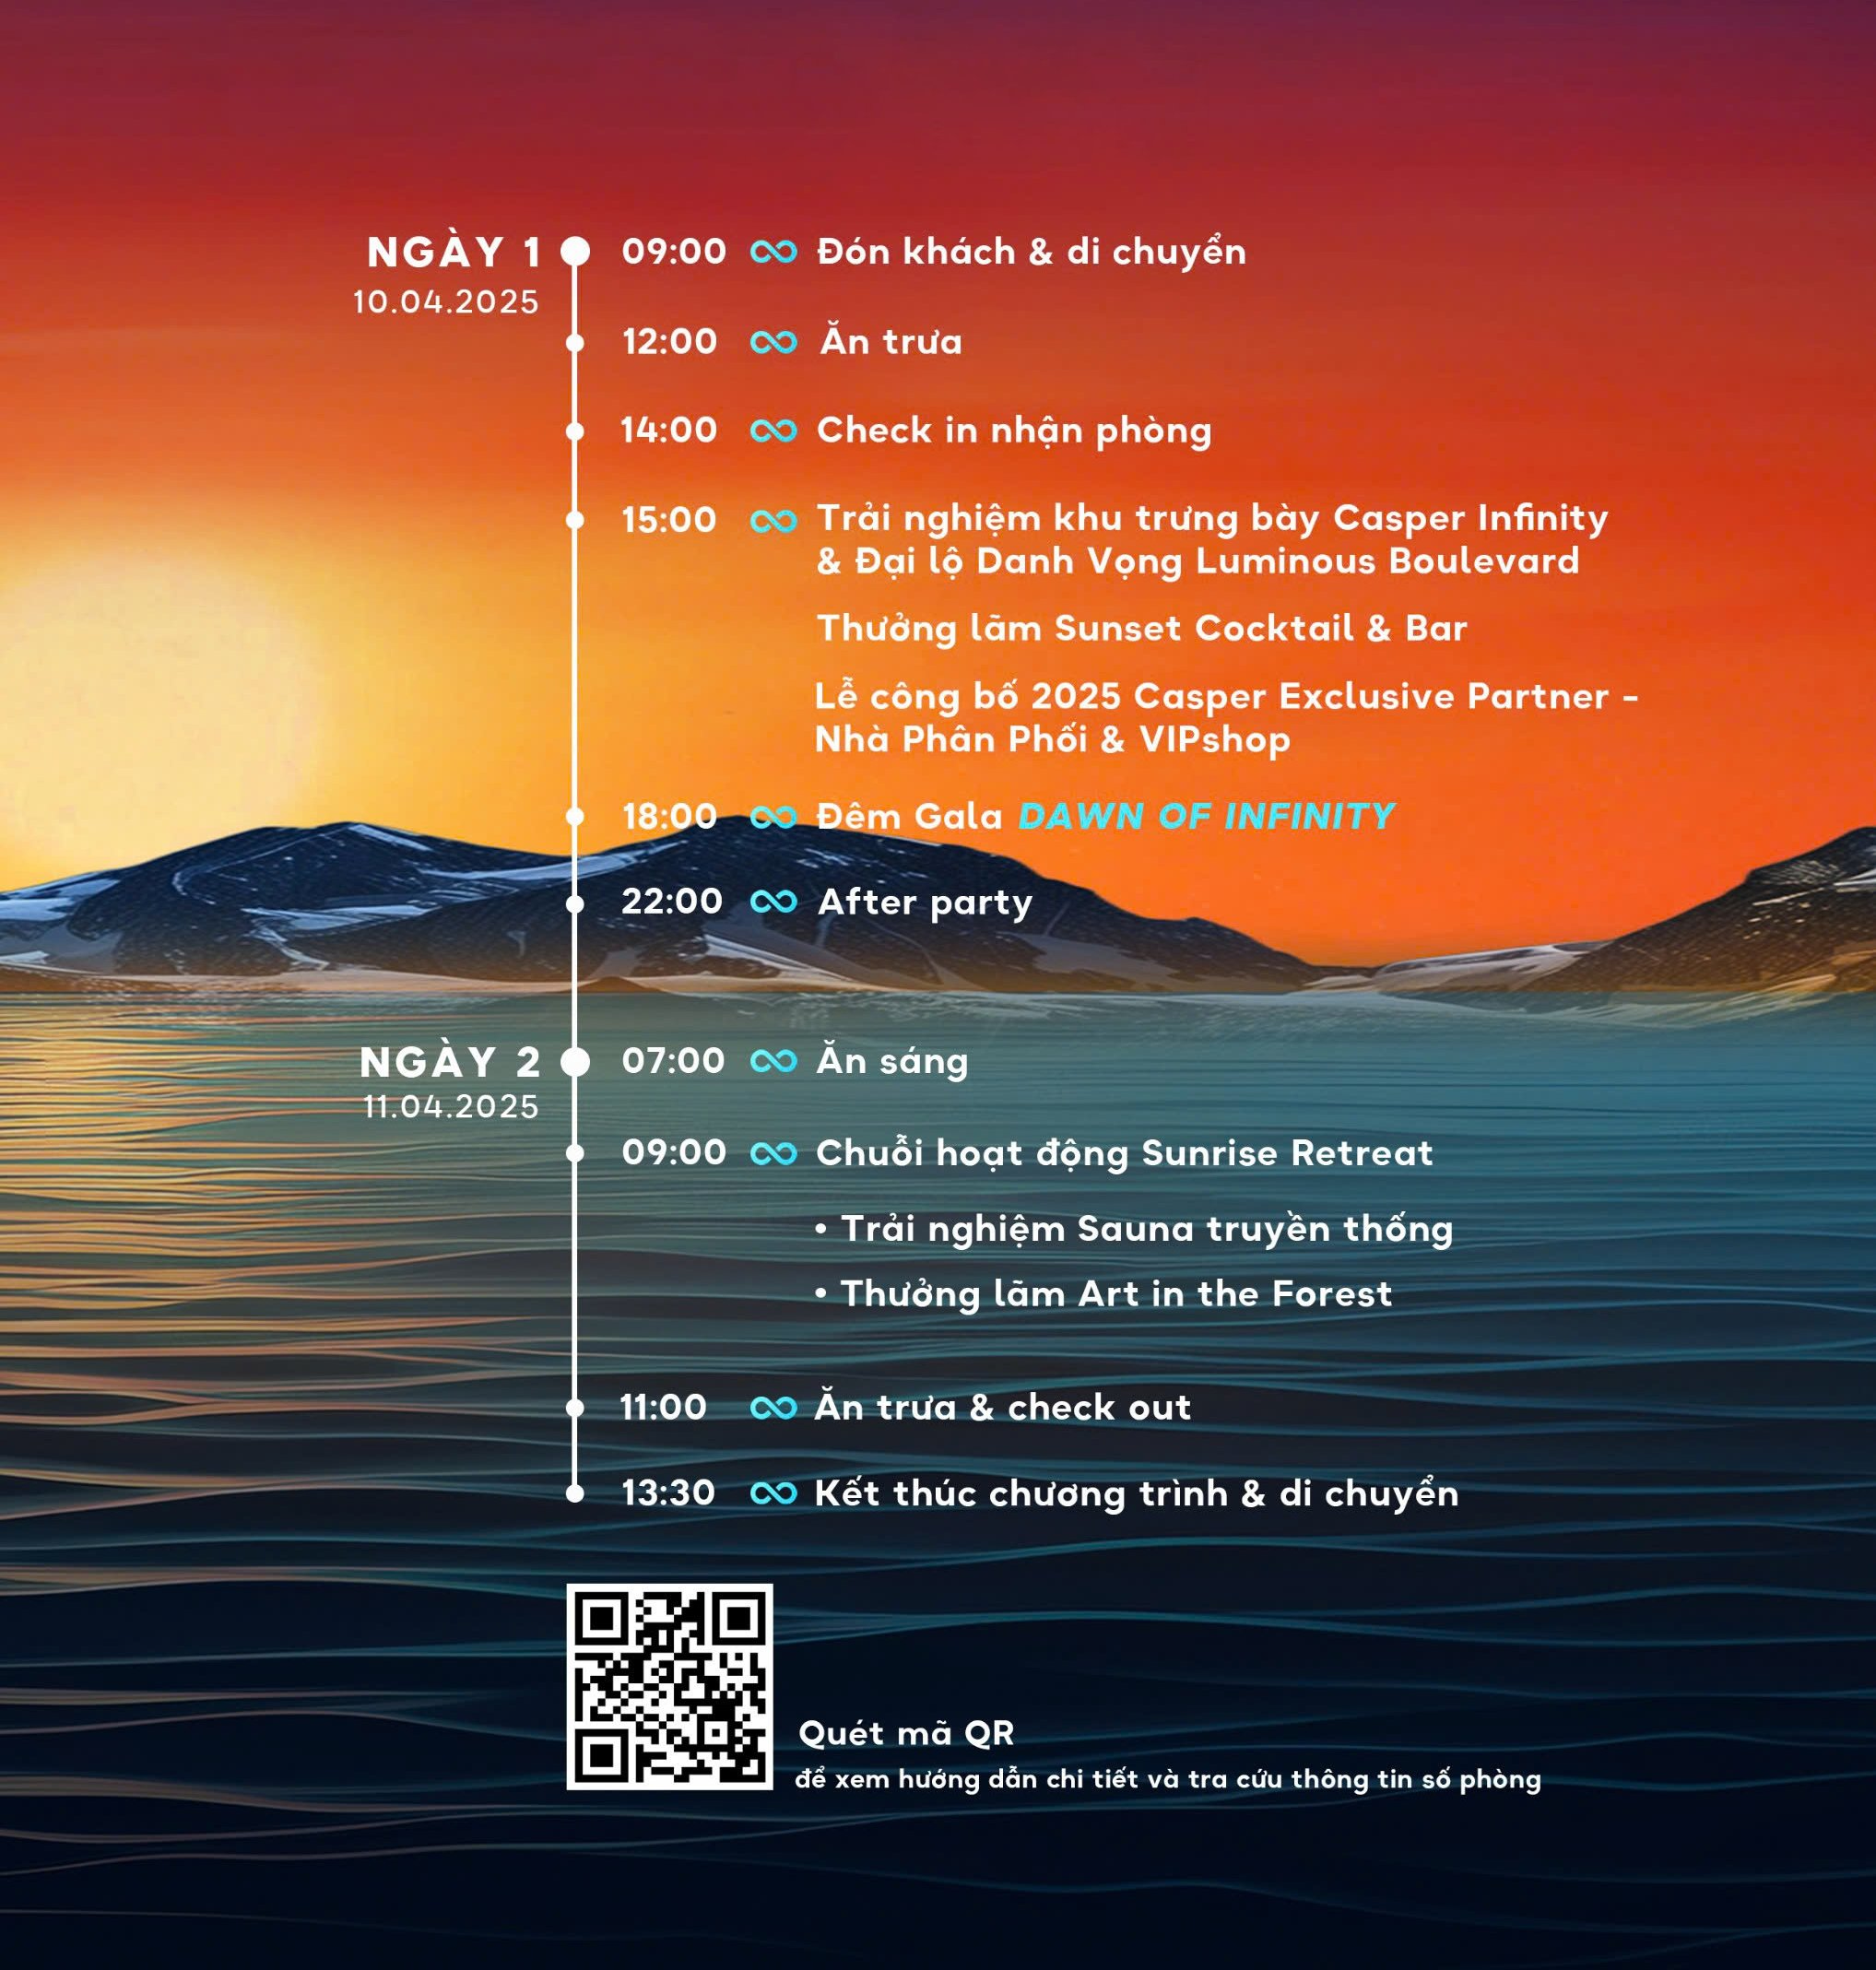 NGÀY 1
10.04.2025
09:00 Đón khách & di chuyển
12:00 Ăn trưa
14:00 Check in nhận phòng
15:00 Trải nghiệm khu trưng bày Casper Infinity
& Đại lộ Danh Vọng Luminous Boulevard
Thưởng lãm Sunset Cocktail & Bar
Lễ công bố 2025 Casper Exclusive Partner -
Nhà Phân Phối & VIPshop
18:00 Đêm Gala DAWN OF INFINITY
22:00 After party
NGÀY 2
11.04.2025
07:00 Ăn sáng
09:00 Chuỗi hoạt động Sunrise Retreat
• Trải nghiệm Sauna truyền thống
• Thưởng lãm Art in the Forest
11:00 Ăn trưa & check out
13:30 Kết thúc chương trình & di chuyển
Quét mã QR
để xem hướng dẫn chi tiết và tra cứu thông tin số phòng